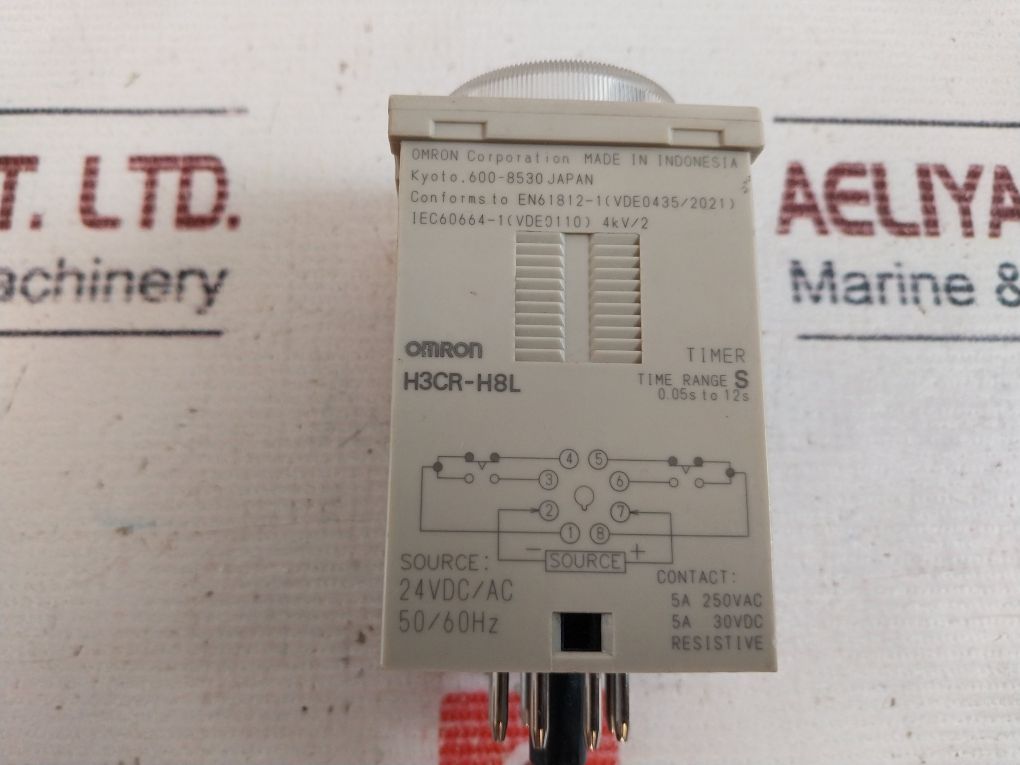 OMRON Corporation MADE IN INDONESIA
Kyoto.600-8530 JAPAN
Conforms to EN61812-1(VDE0435/2021)
IEC60664-1(VDE0110) 4kV/2
T. LTD.
AELIYA
achinery
Marine &
OMRON
TIMER
H3CR-H8L
TIME RANGE S
0.05s to 12s
4 5
3 6
2 7
1 8
- SOURCE +
SOURCE:
24VDC/AC
50/60Hz
CONTACT:
5A 250VAC
5A 30VDC
RESISTIVE